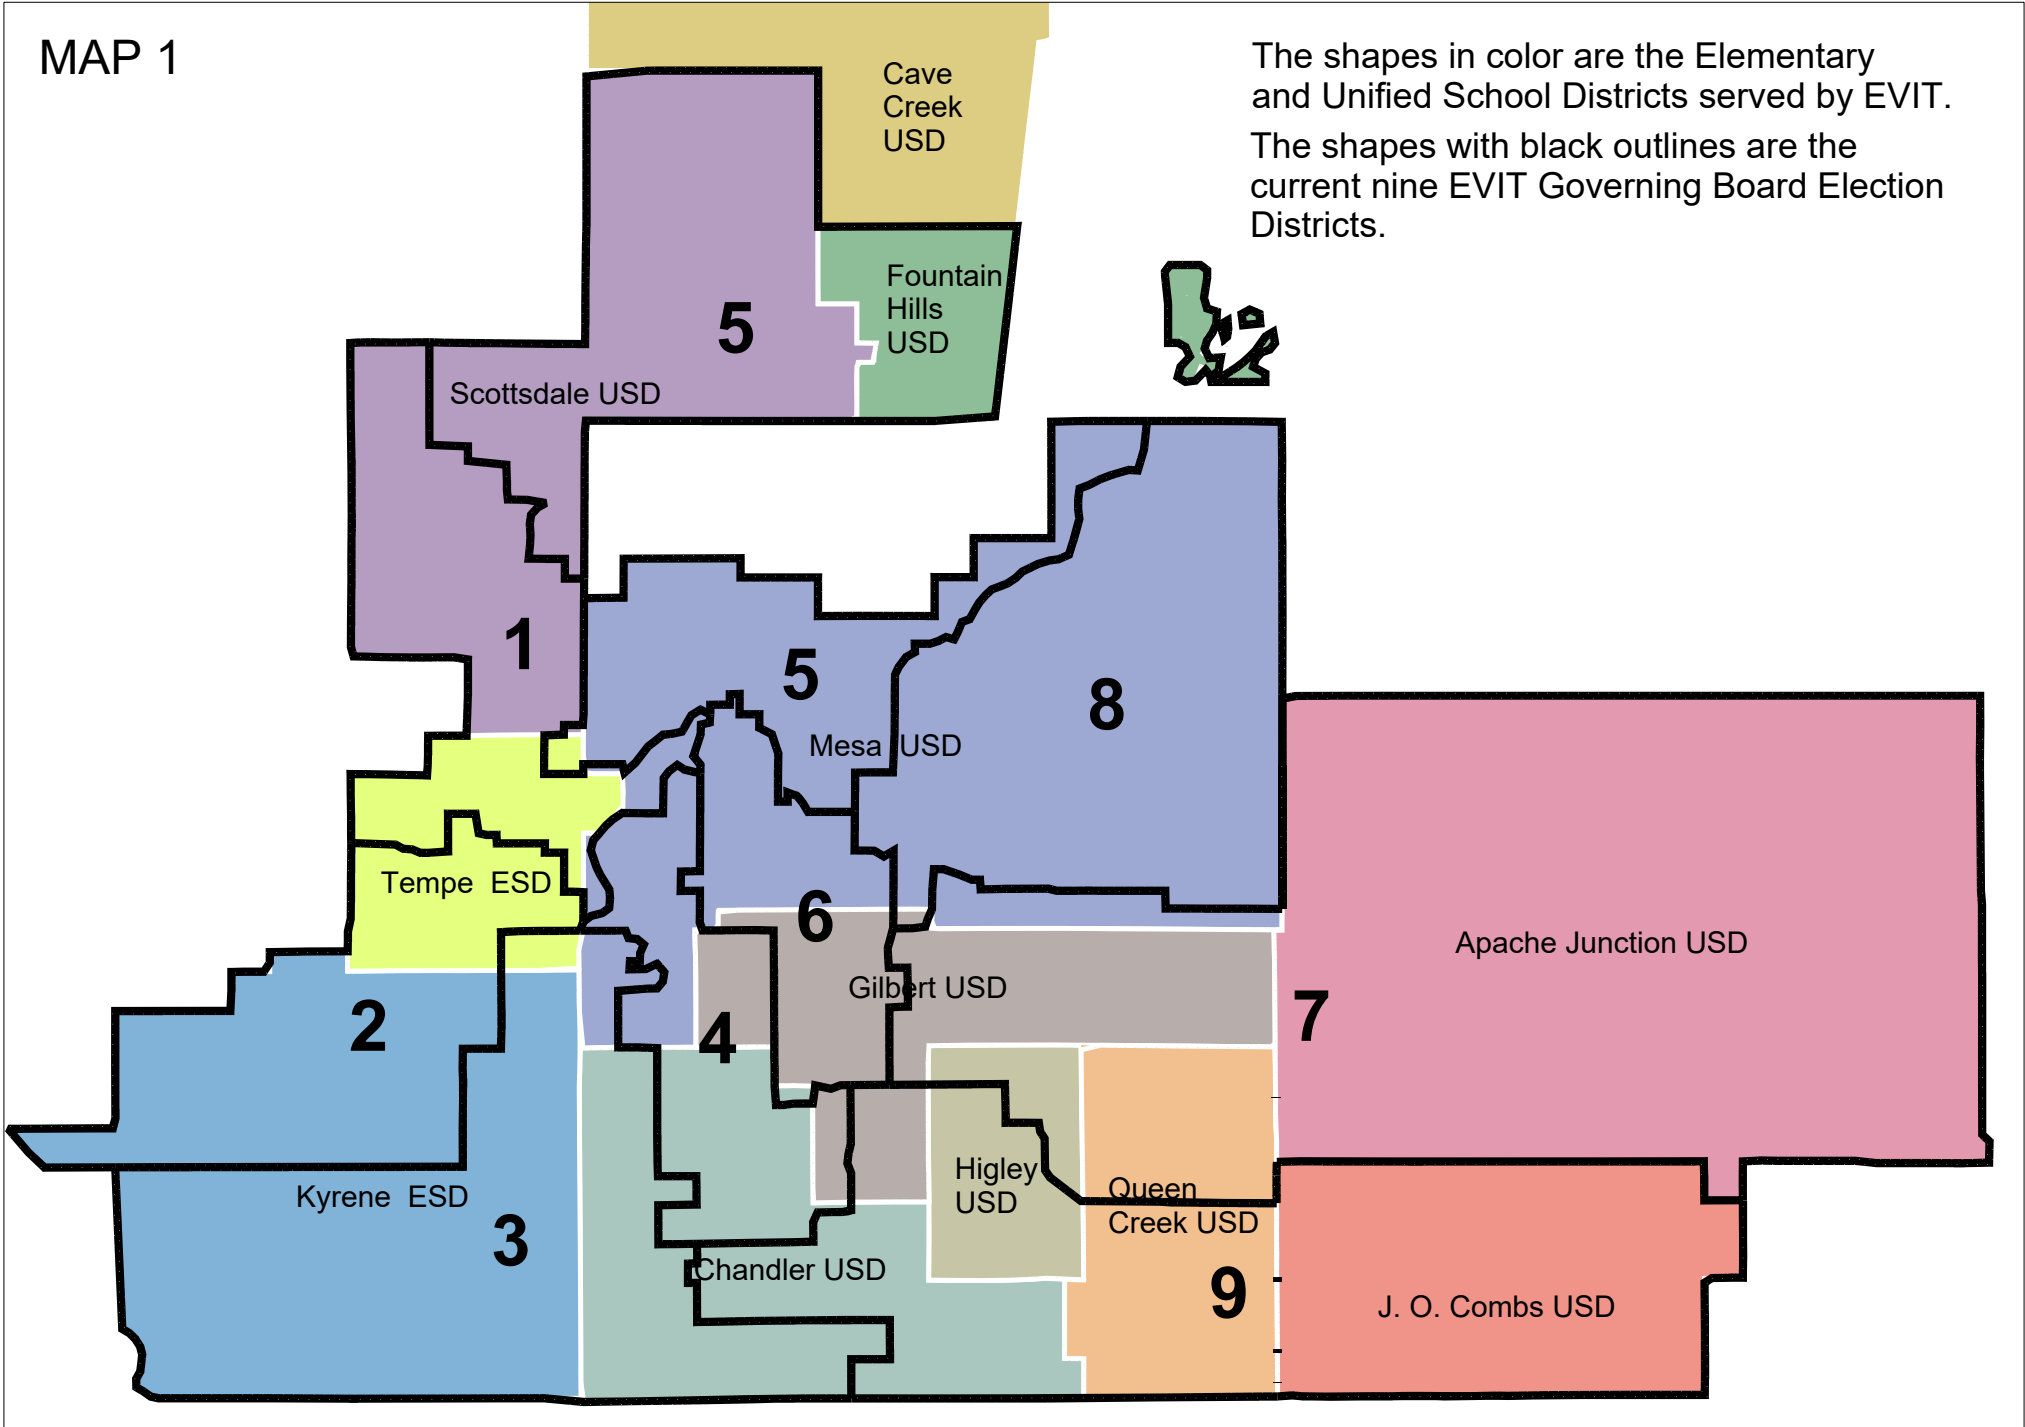 MAP 1
The shapes in color are the Elementary
and Unified School Districts served by EVIT.
The shapes with black outlines are the
current nine EVIT Governing Board Election
Districts.
Cave
Creek
USD
Fountain
Hills
USD
5
Scottsdale USD
1
5
8
Mesa USD
Tempe ESD
6
Apache Junction USD
Gilbert USD
2
4
7
Higley
USD
Queen
Creek USD
Kyrene ESD
3
Chandler USD
9
J. O. Combs USD